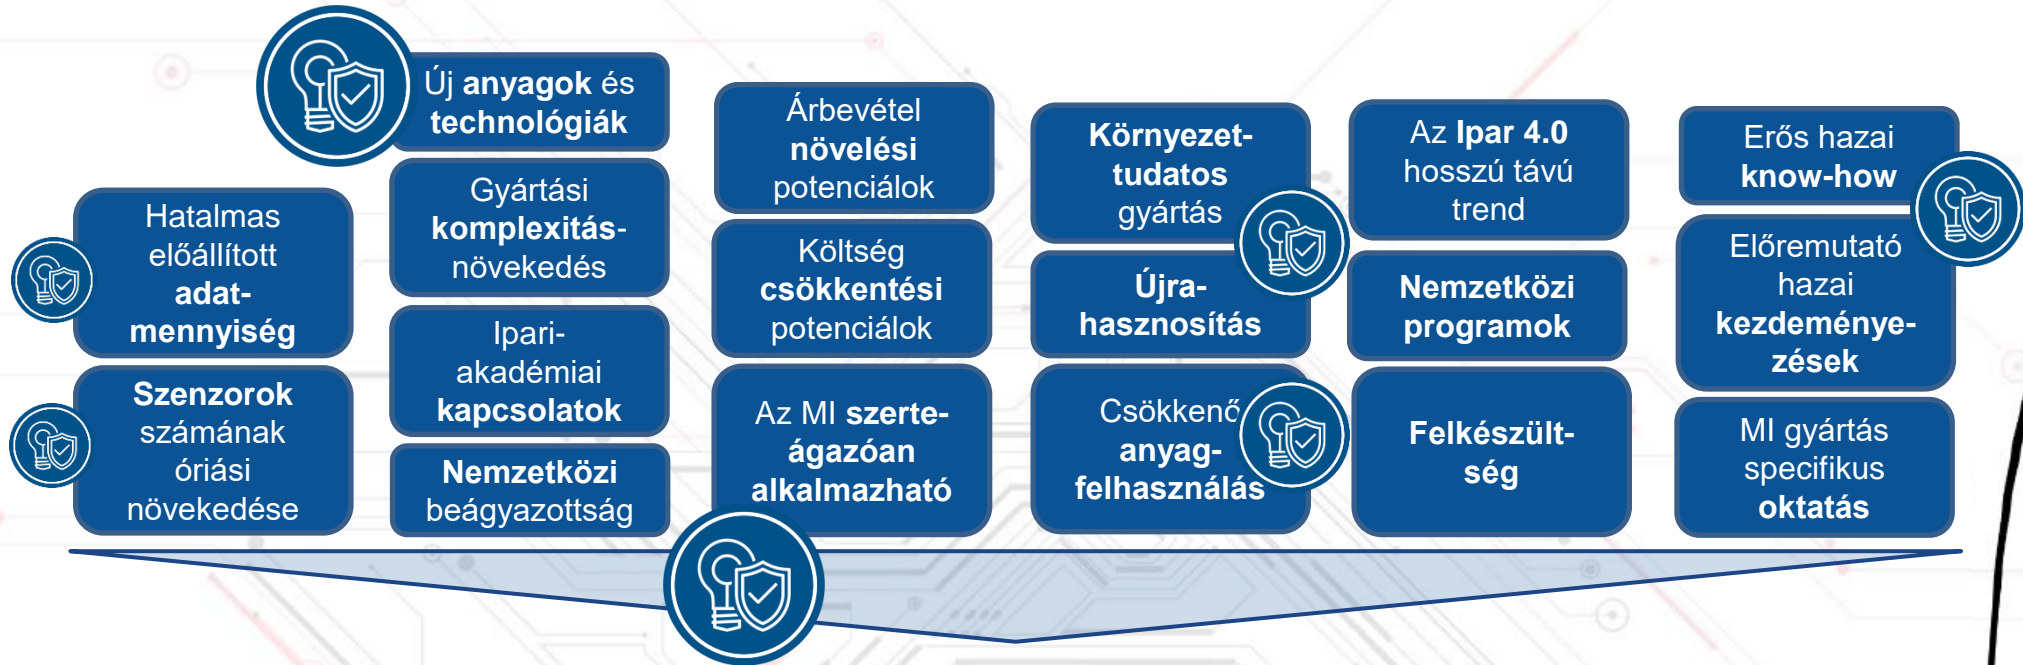 Hatalmas
előállított
adat-
mennyiség
Szenzorok
számának
óriási
növekedése
Új anyagok és
technológiák
Gyártási
komplexitás-
növekedés
Ipari-
akadémiai
kapcsolatok
Nemzetközi
beágyazottság
Árbevétel
növelési
potenciálok
Költség
csökkentési
potenciálok
Az MI szerte-
ágazóan
alkalmazható
Környezet-
tudatos
gyártás
Újra-
hasznosítás
Csökkenő
anyag-
felhasználás
Az Ipar 4.0
hosszú távú
trend
Nemzetközi
programok
Felkészült-
ség
Erős hazai
know-how
Előremutató
hazai
kezdeménye-
zések
MI gyártás
specifikus
oktatás